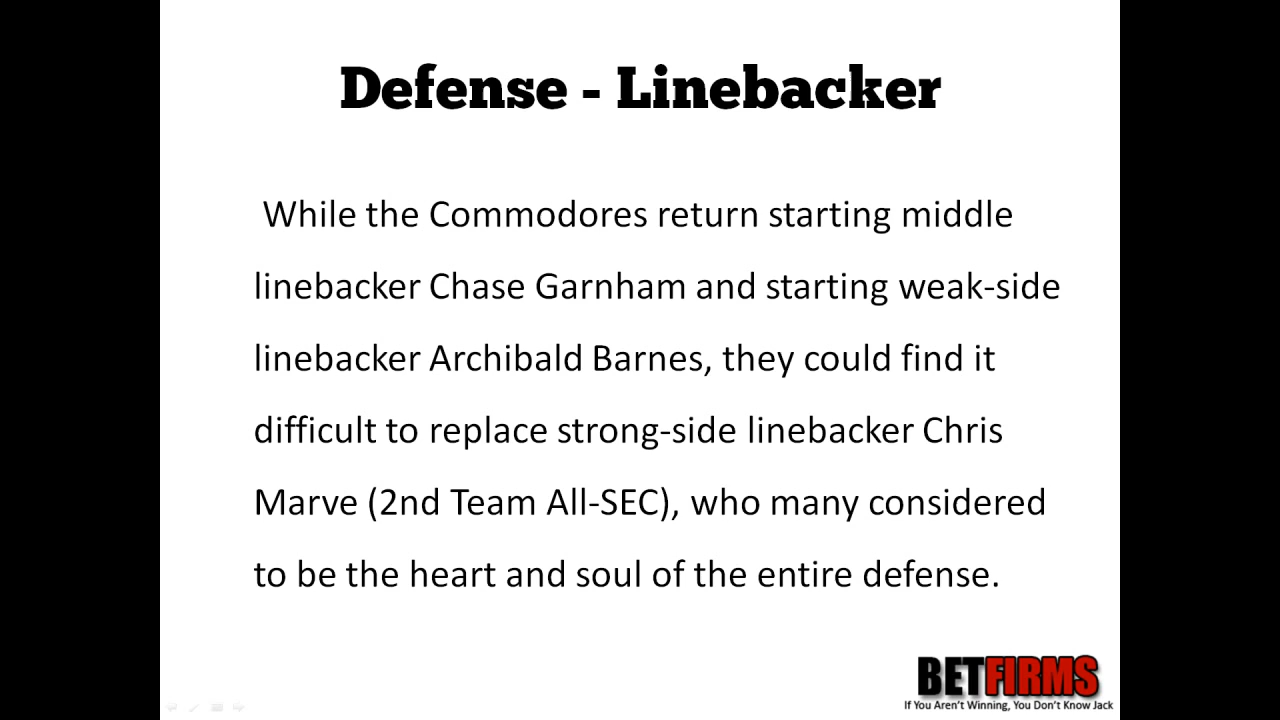 Defense - Linebacker
While the Commodores return starting middle
linebacker Chase Garnham and starting weak-side
linebacker Archibald Barnes, they could find it
difficult to replace strong-side linebacker Chris
Marve (2nd Team All-SEC), who many considered
to be the heart and soul of the entire defense.
BETFIRMS
If You Aren't Winning, You Don't Know Jack